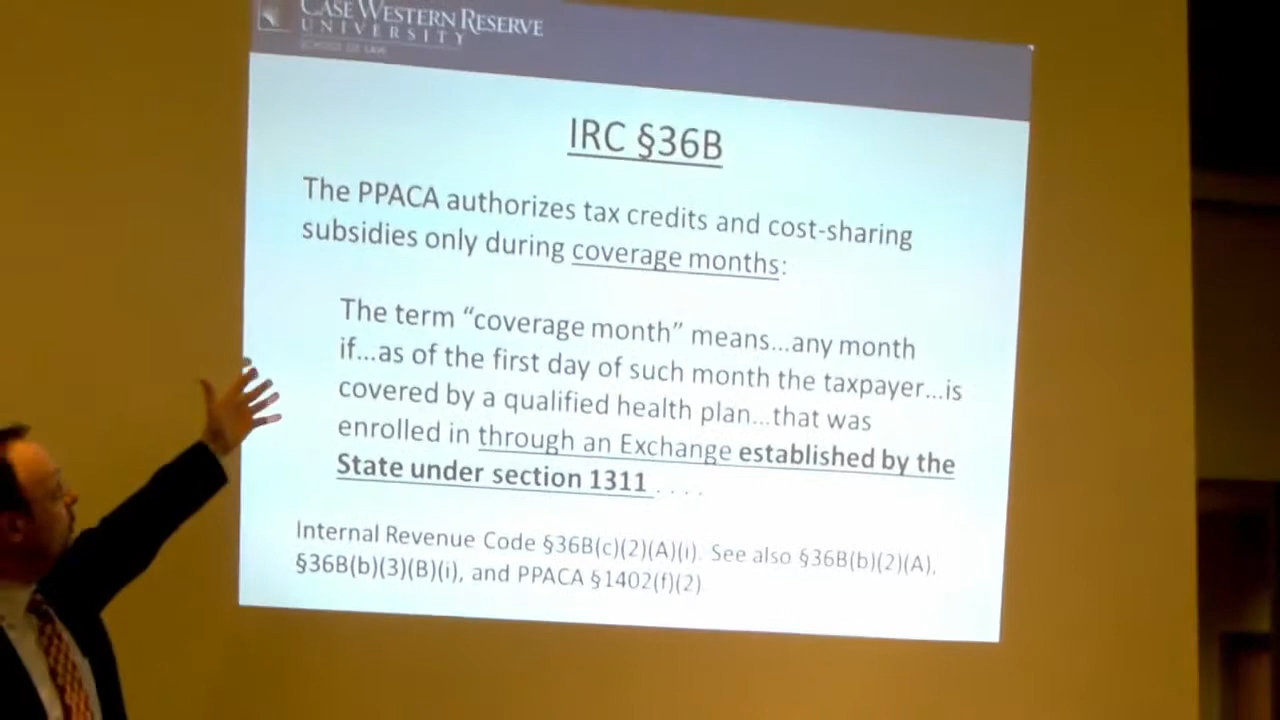 CASE WESTERN RESERVE
UNIVERSITY
SCHOOL OF LAW
IRC §36B
The PPACA authorizes tax credits and cost-sharing
subsidies only during coverage months:
The term “coverage month” means...any month
if...as of the first day of such month the taxpayer...is
covered by a qualified health plan...that was
enrolled in through an Exchange established by the
State under section 1311 . . . .
Internal Revenue Code §36B(c)(2)(A)(i). See also §36B(b)(2)(A),
§36B(b)(3)(B)(i), and PPACA §1402(f)(2)